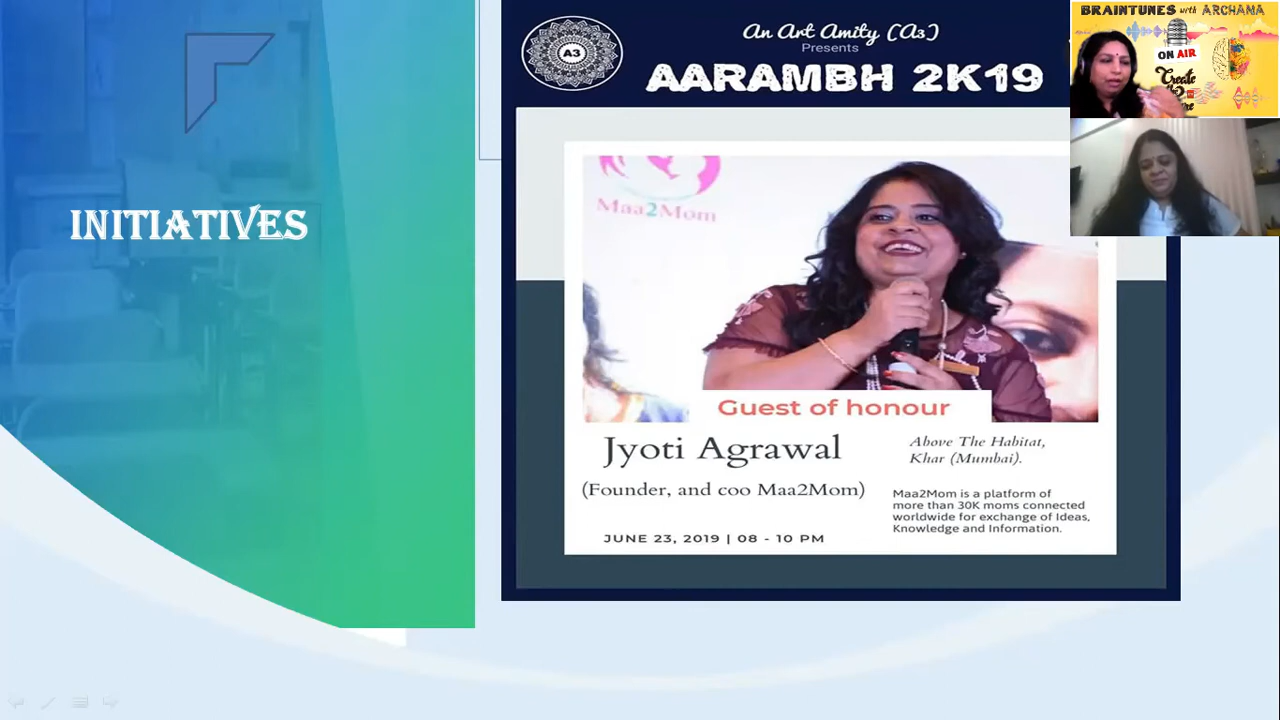 INITIATIVES
A3
An Art Amity (A3)
Presents
AARAMBH 2K19
Maa2Mom
Guest of honour
Jyoti Agrawal
(Founder, and coo Maa2Mom)
JUNE 23, 2019 | 08 - 10 PM
Above The Habitat,
Khar (Mumbai).
Maa2Mom is a platform of
more than 30K moms connected
worldwide for exchange of Ideas,
Knowledge and Information.
BRAINTUNES with ARCHANA
ON AIR
Create